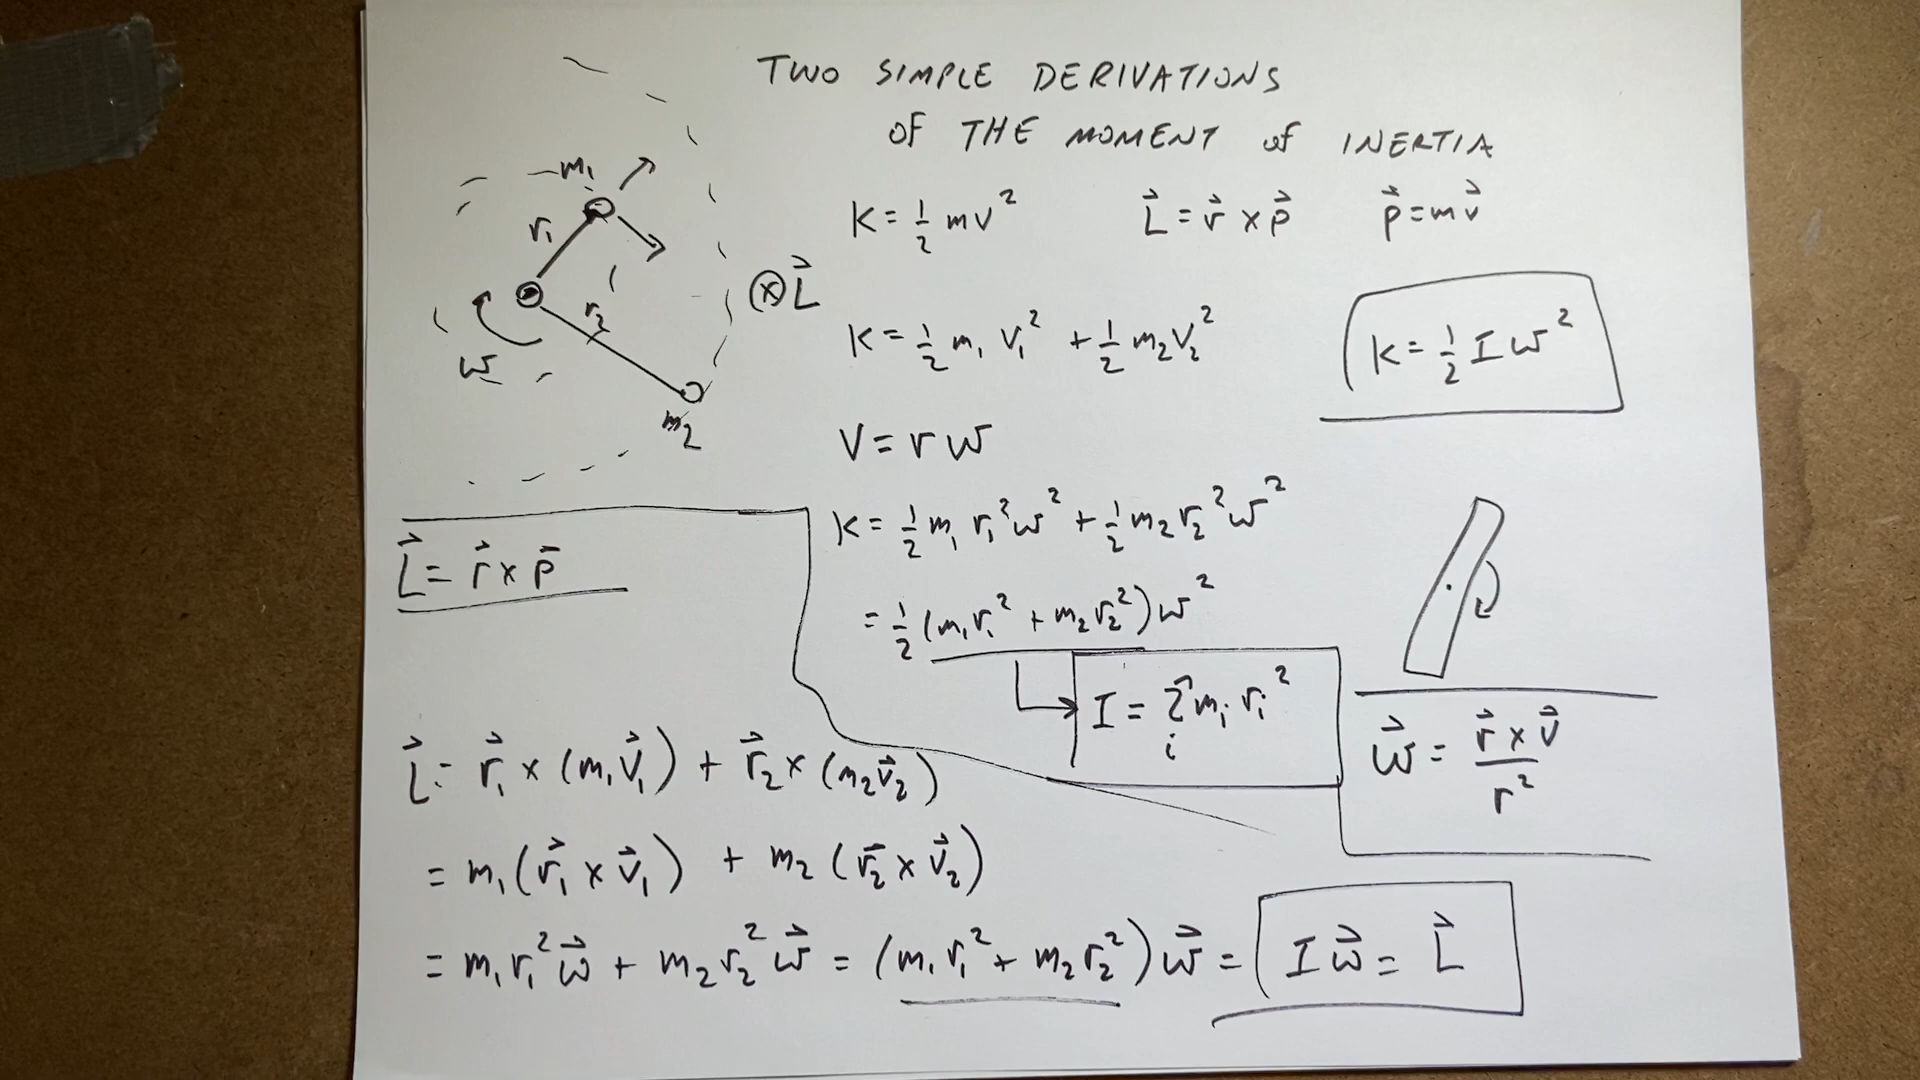 TWO SIMPLE DERIVATIONS
OF THE MOMENT of INERTIA
m₁
r₁
r₂
ω
m₂
⊗ L⃗
K = ½ mv²
L⃗ = r⃗ × p⃗
p⃗ = mv⃗
K = ½ m₁ v₁² + ½ m₂ v₂²
K = ½ I ω²
V = r ω
K = ½ m₁ r₁² ω² + ½ m₂ r₂² ω²
= ½ (m₁ r₁² + m₂ r₂²) ω²
I = Σᵢ mᵢ rᵢ²
ω⃗ = (r⃗ × v⃗) / r²
L⃗ = r⃗ × p⃗
L⃗ = r⃗₁ × (m₁ v⃗₁) + r⃗₂ × (m₂ v⃗₂)
= m₁ (r⃗₁ × v⃗₁) + m₂ (r⃗₂ × v⃗₂)
= m₁ r₁² ω⃗ + m₂ r₂² ω⃗ = (m₁ r₁² + m₂ r₂²) ω⃗ = I ω⃗ = L⃗